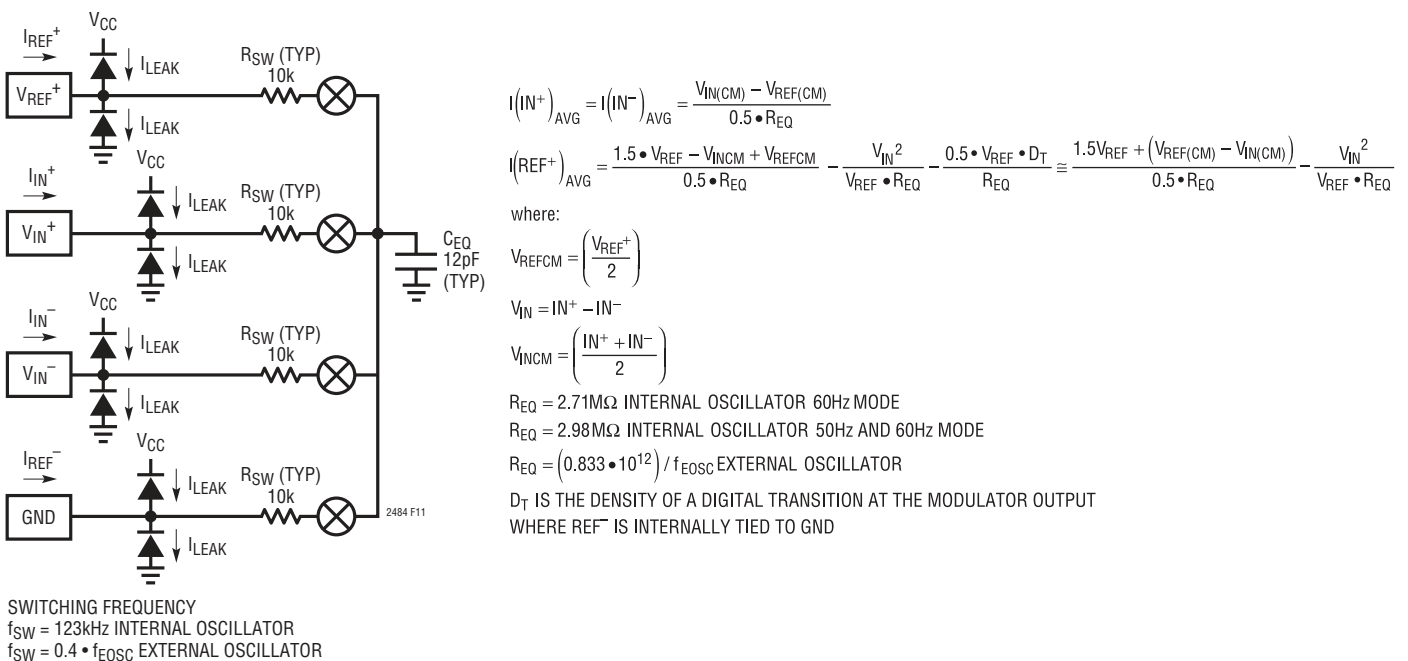 I_REF^+
V_CC
I_LEAK
R_SW (TYP)
10k
V_REF^+
I_LEAK
V_CC
I_IN^+
I_LEAK
R_SW (TYP)
10k
V_IN^+
I_LEAK
C_EQ
12pF
(TYP)
V_CC
I_IN^-
I_LEAK
R_SW (TYP)
10k
V_IN^-
I_LEAK
V_CC
I_REF^-
I_LEAK
R_SW (TYP)
10k
GND
2484 F11
I_LEAK
SWITCHING FREQUENCY
f_SW = 123kHz INTERNAL OSCILLATOR
f_SW = 0.4 • f_EOSC EXTERNAL OSCILLATOR
I(IN^+)_AVG = I(IN^-)_AVG = (V_IN(CM) − V_REF(CM)) / (0.5 • R_EQ)
I(REF^+)_AVG = (1.5 • V_REF − V_INCM + V_REFCM) / (0.5 • R_EQ) − V_IN^2 / (V_REF • R_EQ) − (0.5 • V_REF • D_T) / R_EQ ≅ (1.5V_REF + (V_REF(CM) − V_IN(CM))) / (0.5 • R_EQ) − V_IN^2 / (V_REF • R_EQ)
where:
V_REFCM = (V_REF^+ / 2)
V_IN = IN^+ − IN^-
V_INCM = ((IN^+ + IN^-) / 2)
R_EQ = 2.71MΩ INTERNAL OSCILLATOR 60Hz MODE
R_EQ = 2.98MΩ INTERNAL OSCILLATOR 50Hz AND 60Hz MODE
R_EQ = (0.833 • 10^12) / f_EOSC EXTERNAL OSCILLATOR
D_T IS THE DENSITY OF A DIGITAL TRANSITION AT THE MODULATOR OUTPUT
WHERE REF^- IS INTERNALLY TIED TO GND